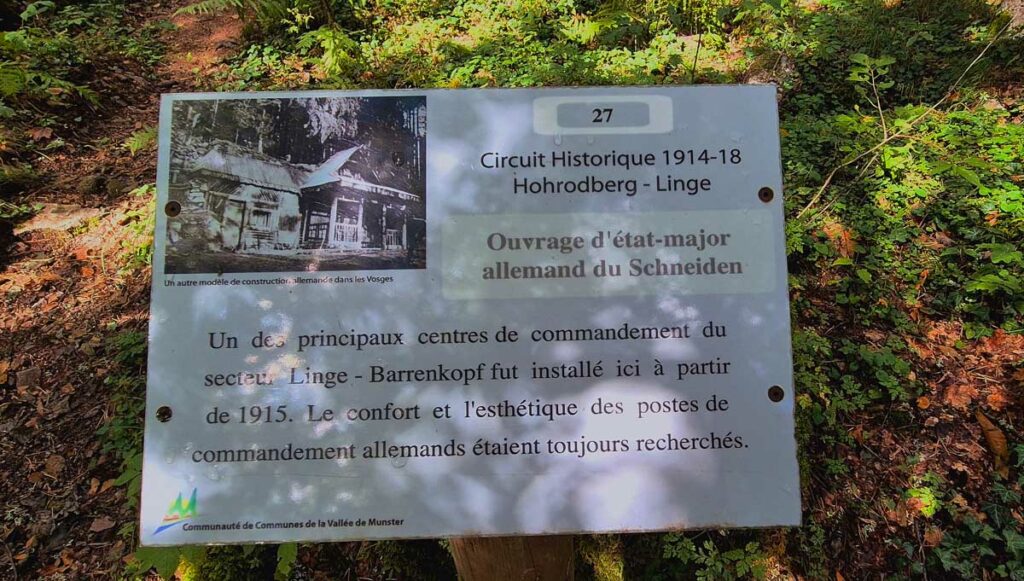 27
Circuit Historique 1914-18
Hohrodberg - Linge
Ouvrage d'état-major
allemand du Schneiden
Un autre modèle de construction allemande dans les Vosges
Un des principaux centres de commandement du
secteur Linge - Barrenkopf fut installé ici à partir
de 1915. Le confort et l'esthétique des postes de
commandement allemands étaient toujours recherchés.
Communauté de Communes de la Vallée de Munster